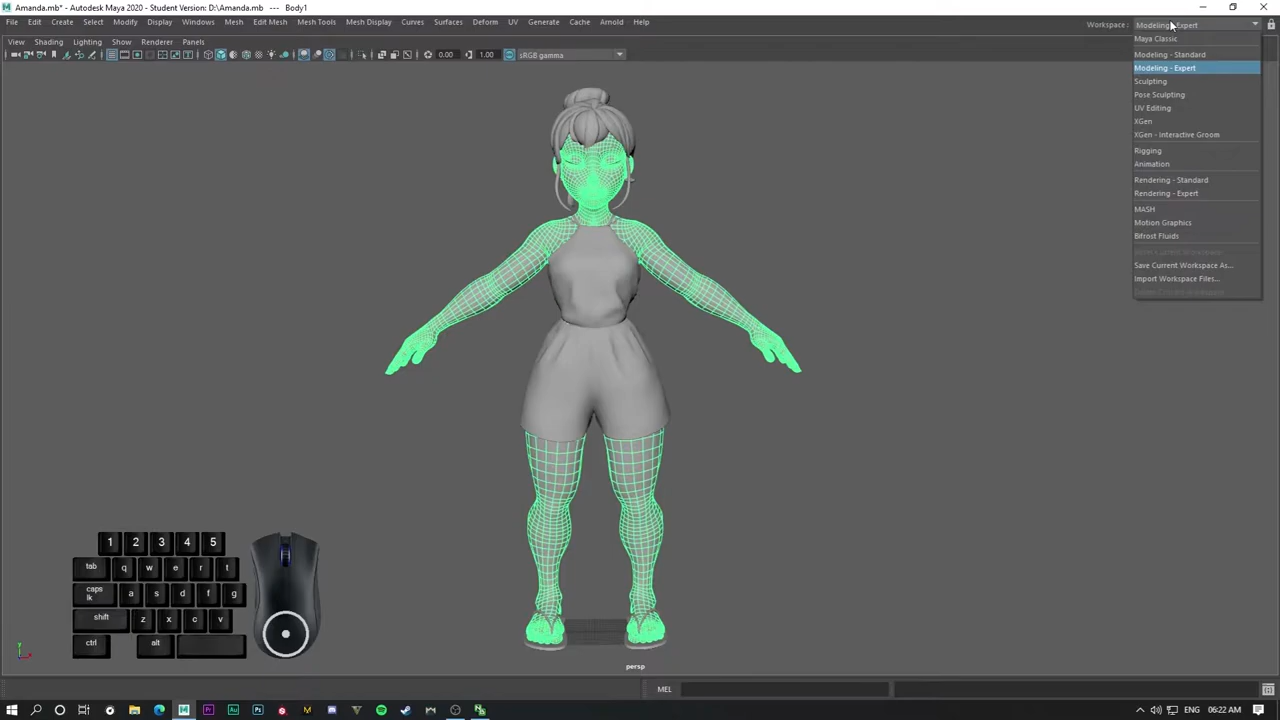 Amanda.mb* - Autodesk Maya 2020 - Student Version: D:\Amanda.mb --- Body1
File Edit Create Select Modify Display Windows Mesh Edit Mesh Mesh Tools Mesh Display Curves Surfaces Deform UV Generate Cache Arnold Help
Workspace : Modeling - Expert
View Shading Lighting Show Renderer Panels
0.00 1.00 sRGB gamma
Maya Classic
Modeling - Standard
Modeling - Expert
Sculpting
Pose Sculpting
UV Editing
XGen
XGen - Interactive Groom
Rigging
Animation
Rendering - Standard
Rendering - Expert
MASH
Motion Graphics
Bifrost Fluids
Save Current Workspace As...
Import Workspace Files...
1 2 3 4 5
tab q w e r t
caps lk a s d f g
shift z x c v
ctrl alt
persp
MEL
ENG 06:22 AM